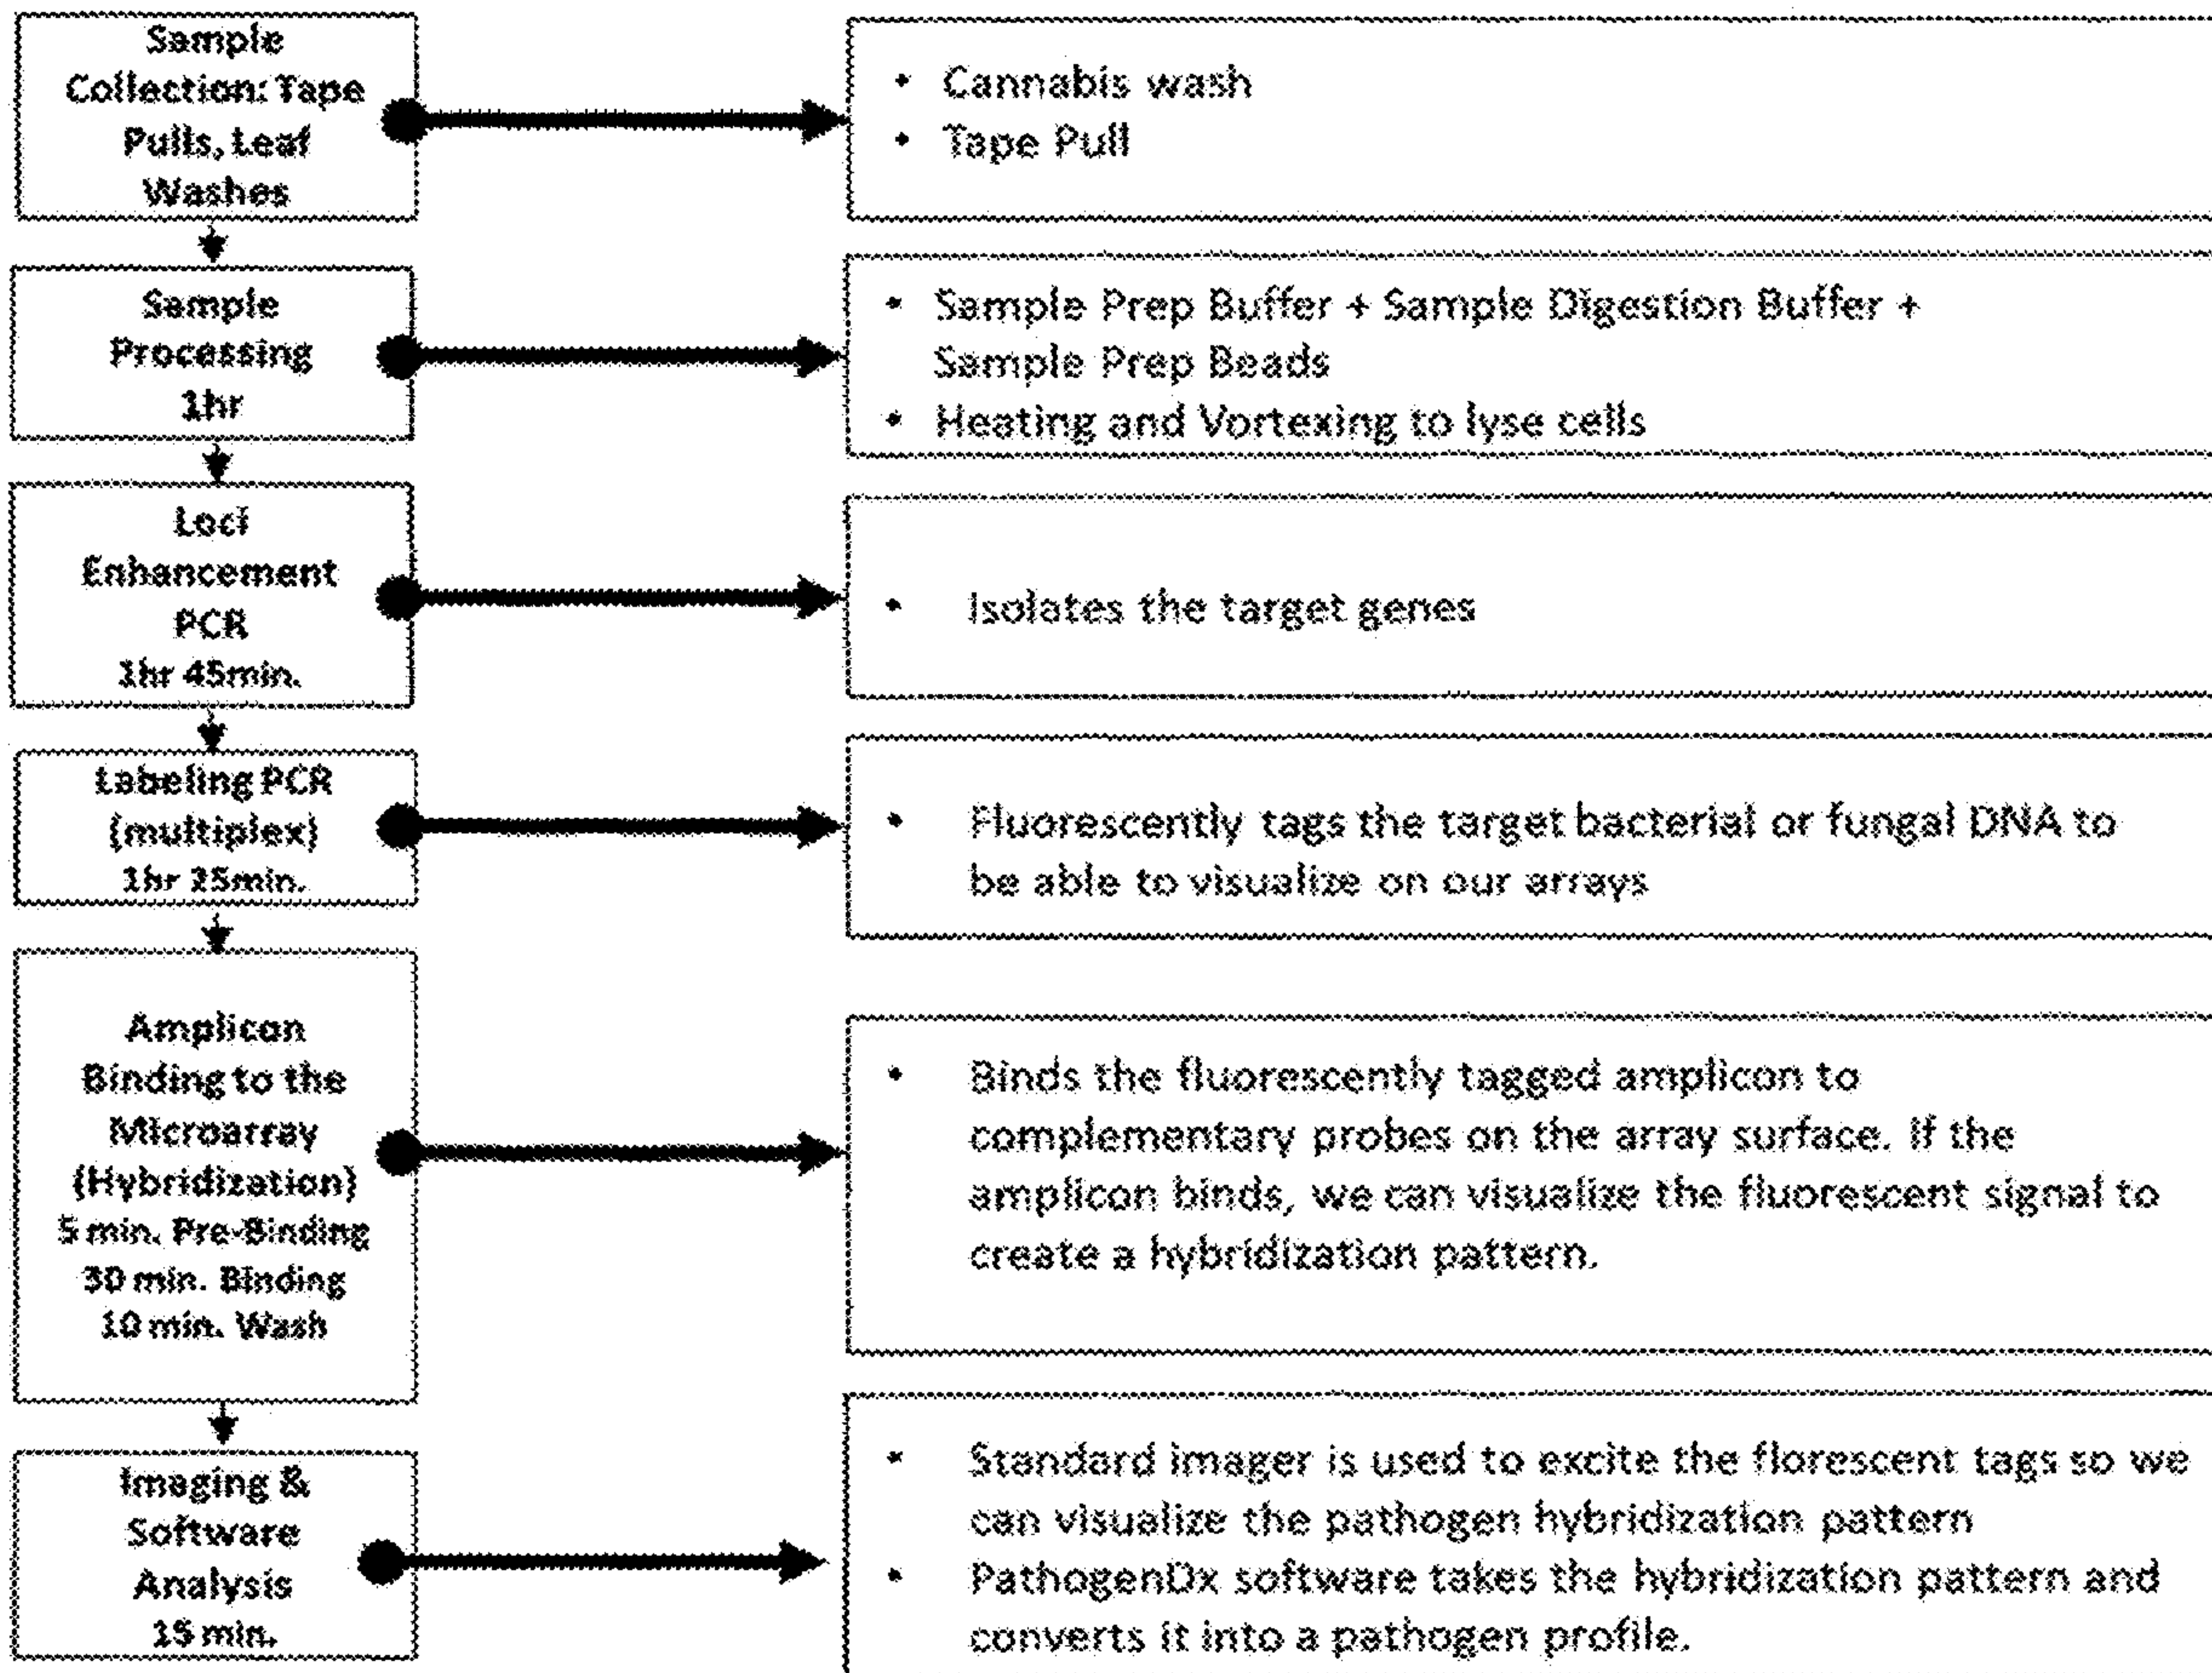 Sample
Collection: Tape
Pulls, Leaf
Washes
• Cannabis wash
• Tape Pull
Sample
Processing
1hr
• Sample Prep Buffer + Sample Digestion Buffer +
Sample Prep Beads
• Heating and Vortexing to lyse cells
Loci
Enhancement
PCR
1hr 45min.
• Isolates the target genes
Labeling PCR
(multiplex)
1hr 25min.
• Fluorescently tags the target bacterial or fungal DNA to
be able to visualize on our arrays
Amplicon
Binding to the
Microarray
(Hybridization)
5 min. Pre-Binding
30 min. Binding
10 min. Wash
• Binds the fluorescently tagged amplicon to
complementary probes on the array surface. If the
amplicon binds, we can visualize the fluorescent signal to
create a hybridization pattern.
Imaging &
Software
Analysis
15 min.
• Standard imager is used to excite the florescent tags so we
can visualize the pathogen hybridization pattern
• PathogenDx software takes the hybridization pattern and
converts it into a pathogen profile.